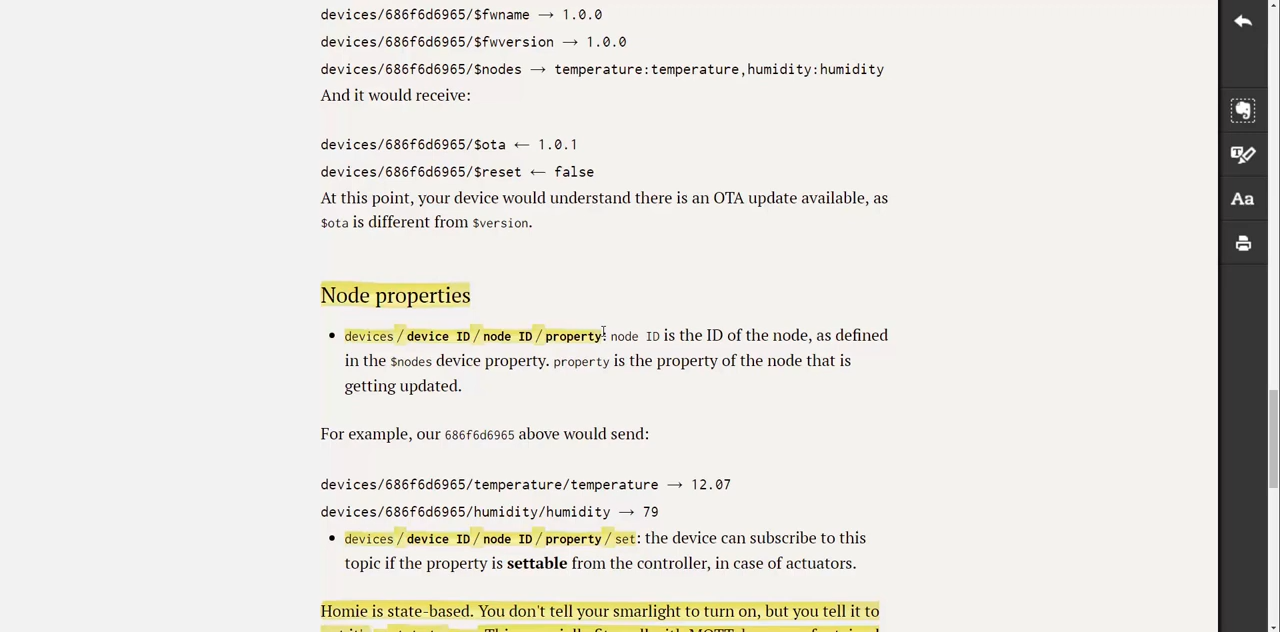 devices/686f6d6965/$fwname → 1.0.0
devices/686f6d6965/$fwversion → 1.0.0
devices/686f6d6965/$nodes → temperature:temperature,humidity:humidity
And it would receive:
devices/686f6d6965/$ota ← 1.0.1
devices/686f6d6965/$reset ← false
At this point, your device would understand there is an OTA update available, as
$ota is different from $version.
Node properties
• devices/device ID/node ID/property: node ID is the ID of the node, as defined
in the $nodes device property. property is the property of the node that is
getting updated.
For example, our 686f6d6965 above would send:
devices/686f6d6965/temperature/temperature → 12.07
devices/686f6d6965/humidity/humidity → 79
• devices/device ID/node ID/property/set: the device can subscribe to this
topic if the property is settable from the controller, in case of actuators.
Homie is state-based. You don't tell your smarlight to turn on, but you tell it to
Aa